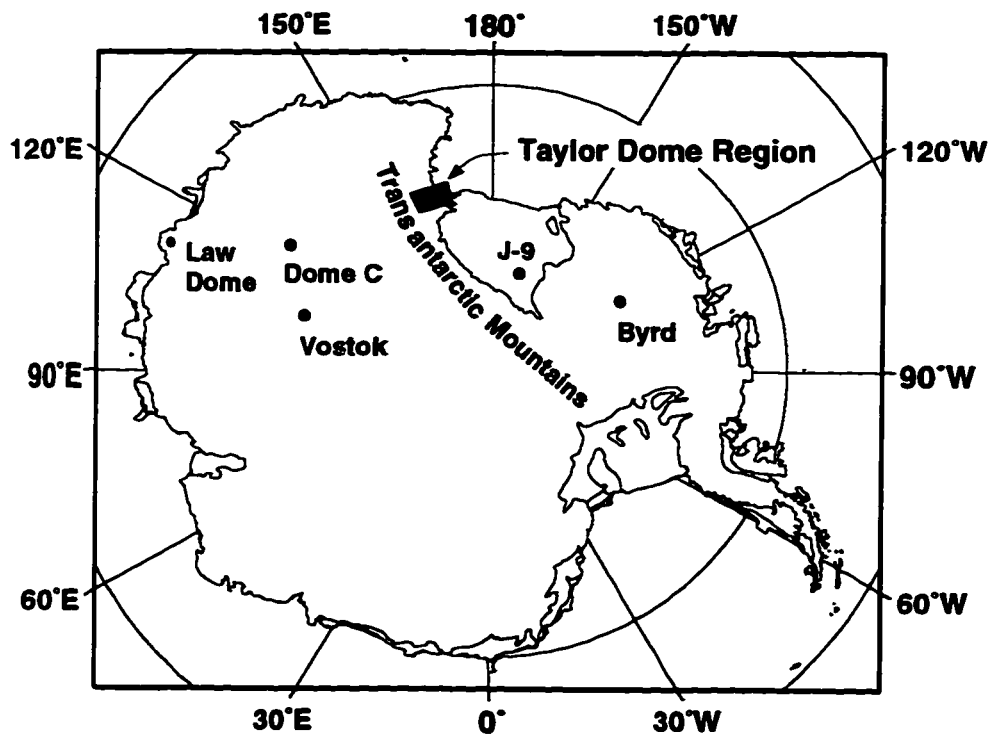 150°E 180° 150°W
120°E Taylor Dome Region 120°W
Transantarctic Mountains
Law
Dome
Dome C
J-9
Vostok
Byrd
90°E 90°W
60°E 60°W
30°E 0° 30°W